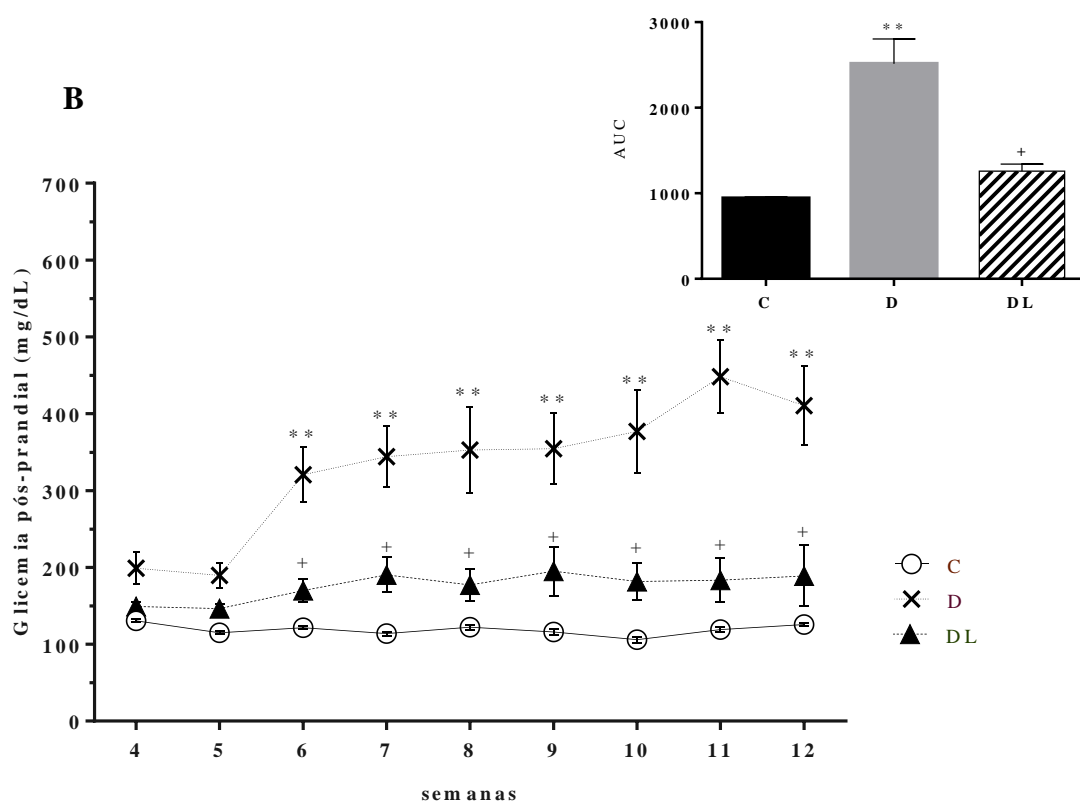 B
3000
2000
1000
0
AUC
**
+
C
D
DL
700
600
500
400
300
200
100
0
Glicemia pós-prandial (mg/dL)
** ** ** ** ** ** **
+ + + + + + +
4 5 6 7 8 9 10 11 12
semanas
C
D
DL